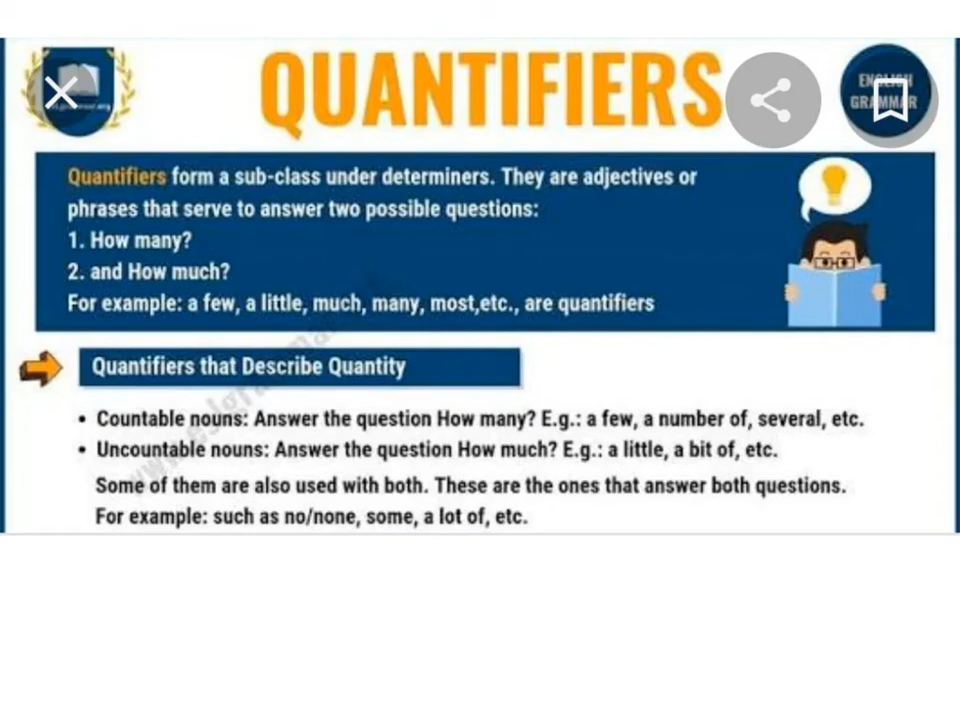 QUANTIFIERS
ENGLISH
GRAMMAR
Quantifiers form a sub-class under determiners. They are adjectives or
phrases that serve to answer two possible questions:
1. How many?
2. and How much?
For example: a few, a little, much, many, most,etc., are quantifiers
Quantifiers that Describe Quantity
• Countable nouns: Answer the question How many? E.g.: a few, a number of, several, etc.
• Uncountable nouns: Answer the question How much? E.g.: a little, a bit of, etc.
Some of them are also used with both. These are the ones that answer both questions.
For example: such as no/none, some, a lot of, etc.